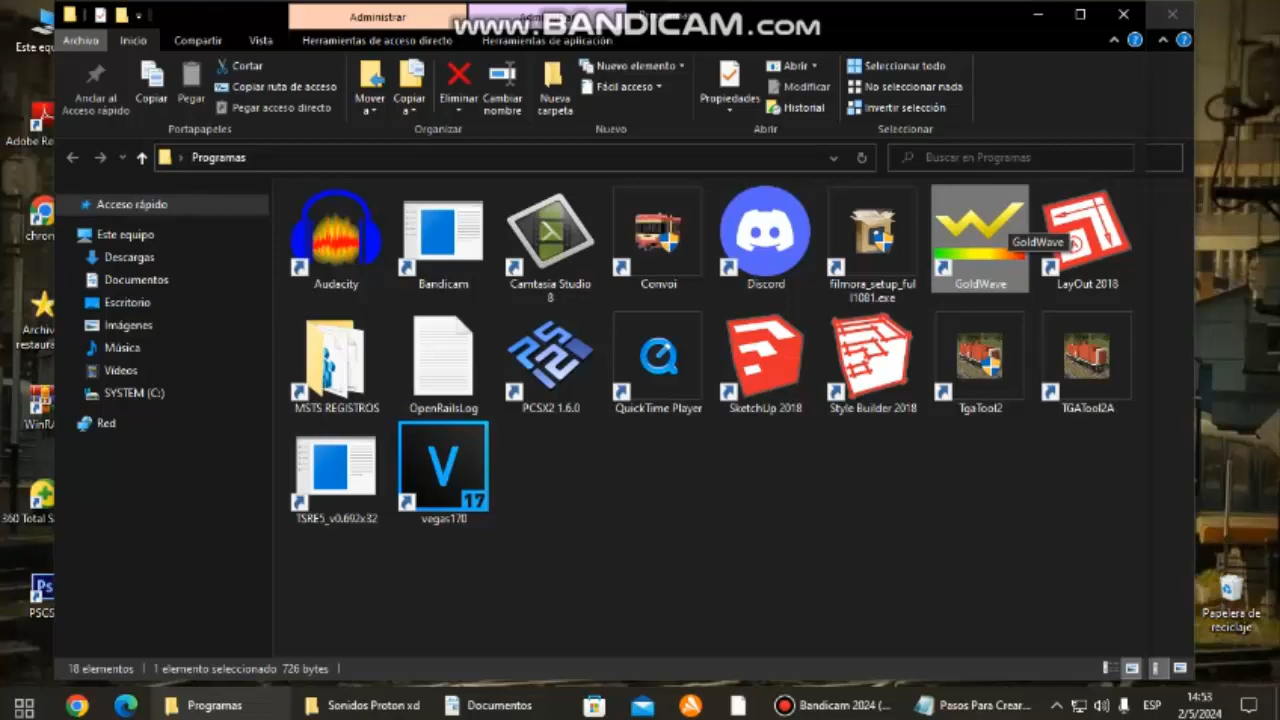 www.BANDICAM.com
Administrar
Archivo Inicio Compartir Vista Herramientas de acceso directo Herramientas de aplicación
Anclar al
Acceso rápido
Copiar
Pegar
Cortar
Copiar ruta de acceso
Pegar acceso directo
Portapapeles
Mover
a
Copiar
a
Eliminar
Cambiar
nombre
Organizar
Nueva
carpeta
Nuevo elemento
Fácil acceso
Nuevo
Propiedades
Abrir
Modificar
Historial
Abrir
Seleccionar todo
No seleccionar nada
Invertir selección
Seleccionar
Programas
Buscar en Programas
Acceso rápido
Este equipo
Descargas
Documentos
Escritorio
Imágenes
Música
Vídeos
SYSTEM (C:)
Red
Audacity
Bandicam
Camtasia Studio
8
Convoi
Discord
filmora_setup_ful
l1081.exe
GoldWave
GoldWave
LayOut 2018
MSTS REGISTROS
OpenRailsLog
PCSX2 1.6.0
QuickTime Player
SketchUp 2018
Style Builder 2018
TgaTool2
TGATool2A
TSRE5_v0.692x32
17
vegas170
18 elementos 1 elemento seleccionado 726 bytes
Este equ
Adobe Re
chron
Archiv
restaura
WinRA
360 Total S
Ps
PSCS
Papelera de
reciclaje
Programas
Sonidos Proton xd
Documentos
Bandicam 2024 (...
Pasos Para Crear...
ESP
14:53
2/5/2024